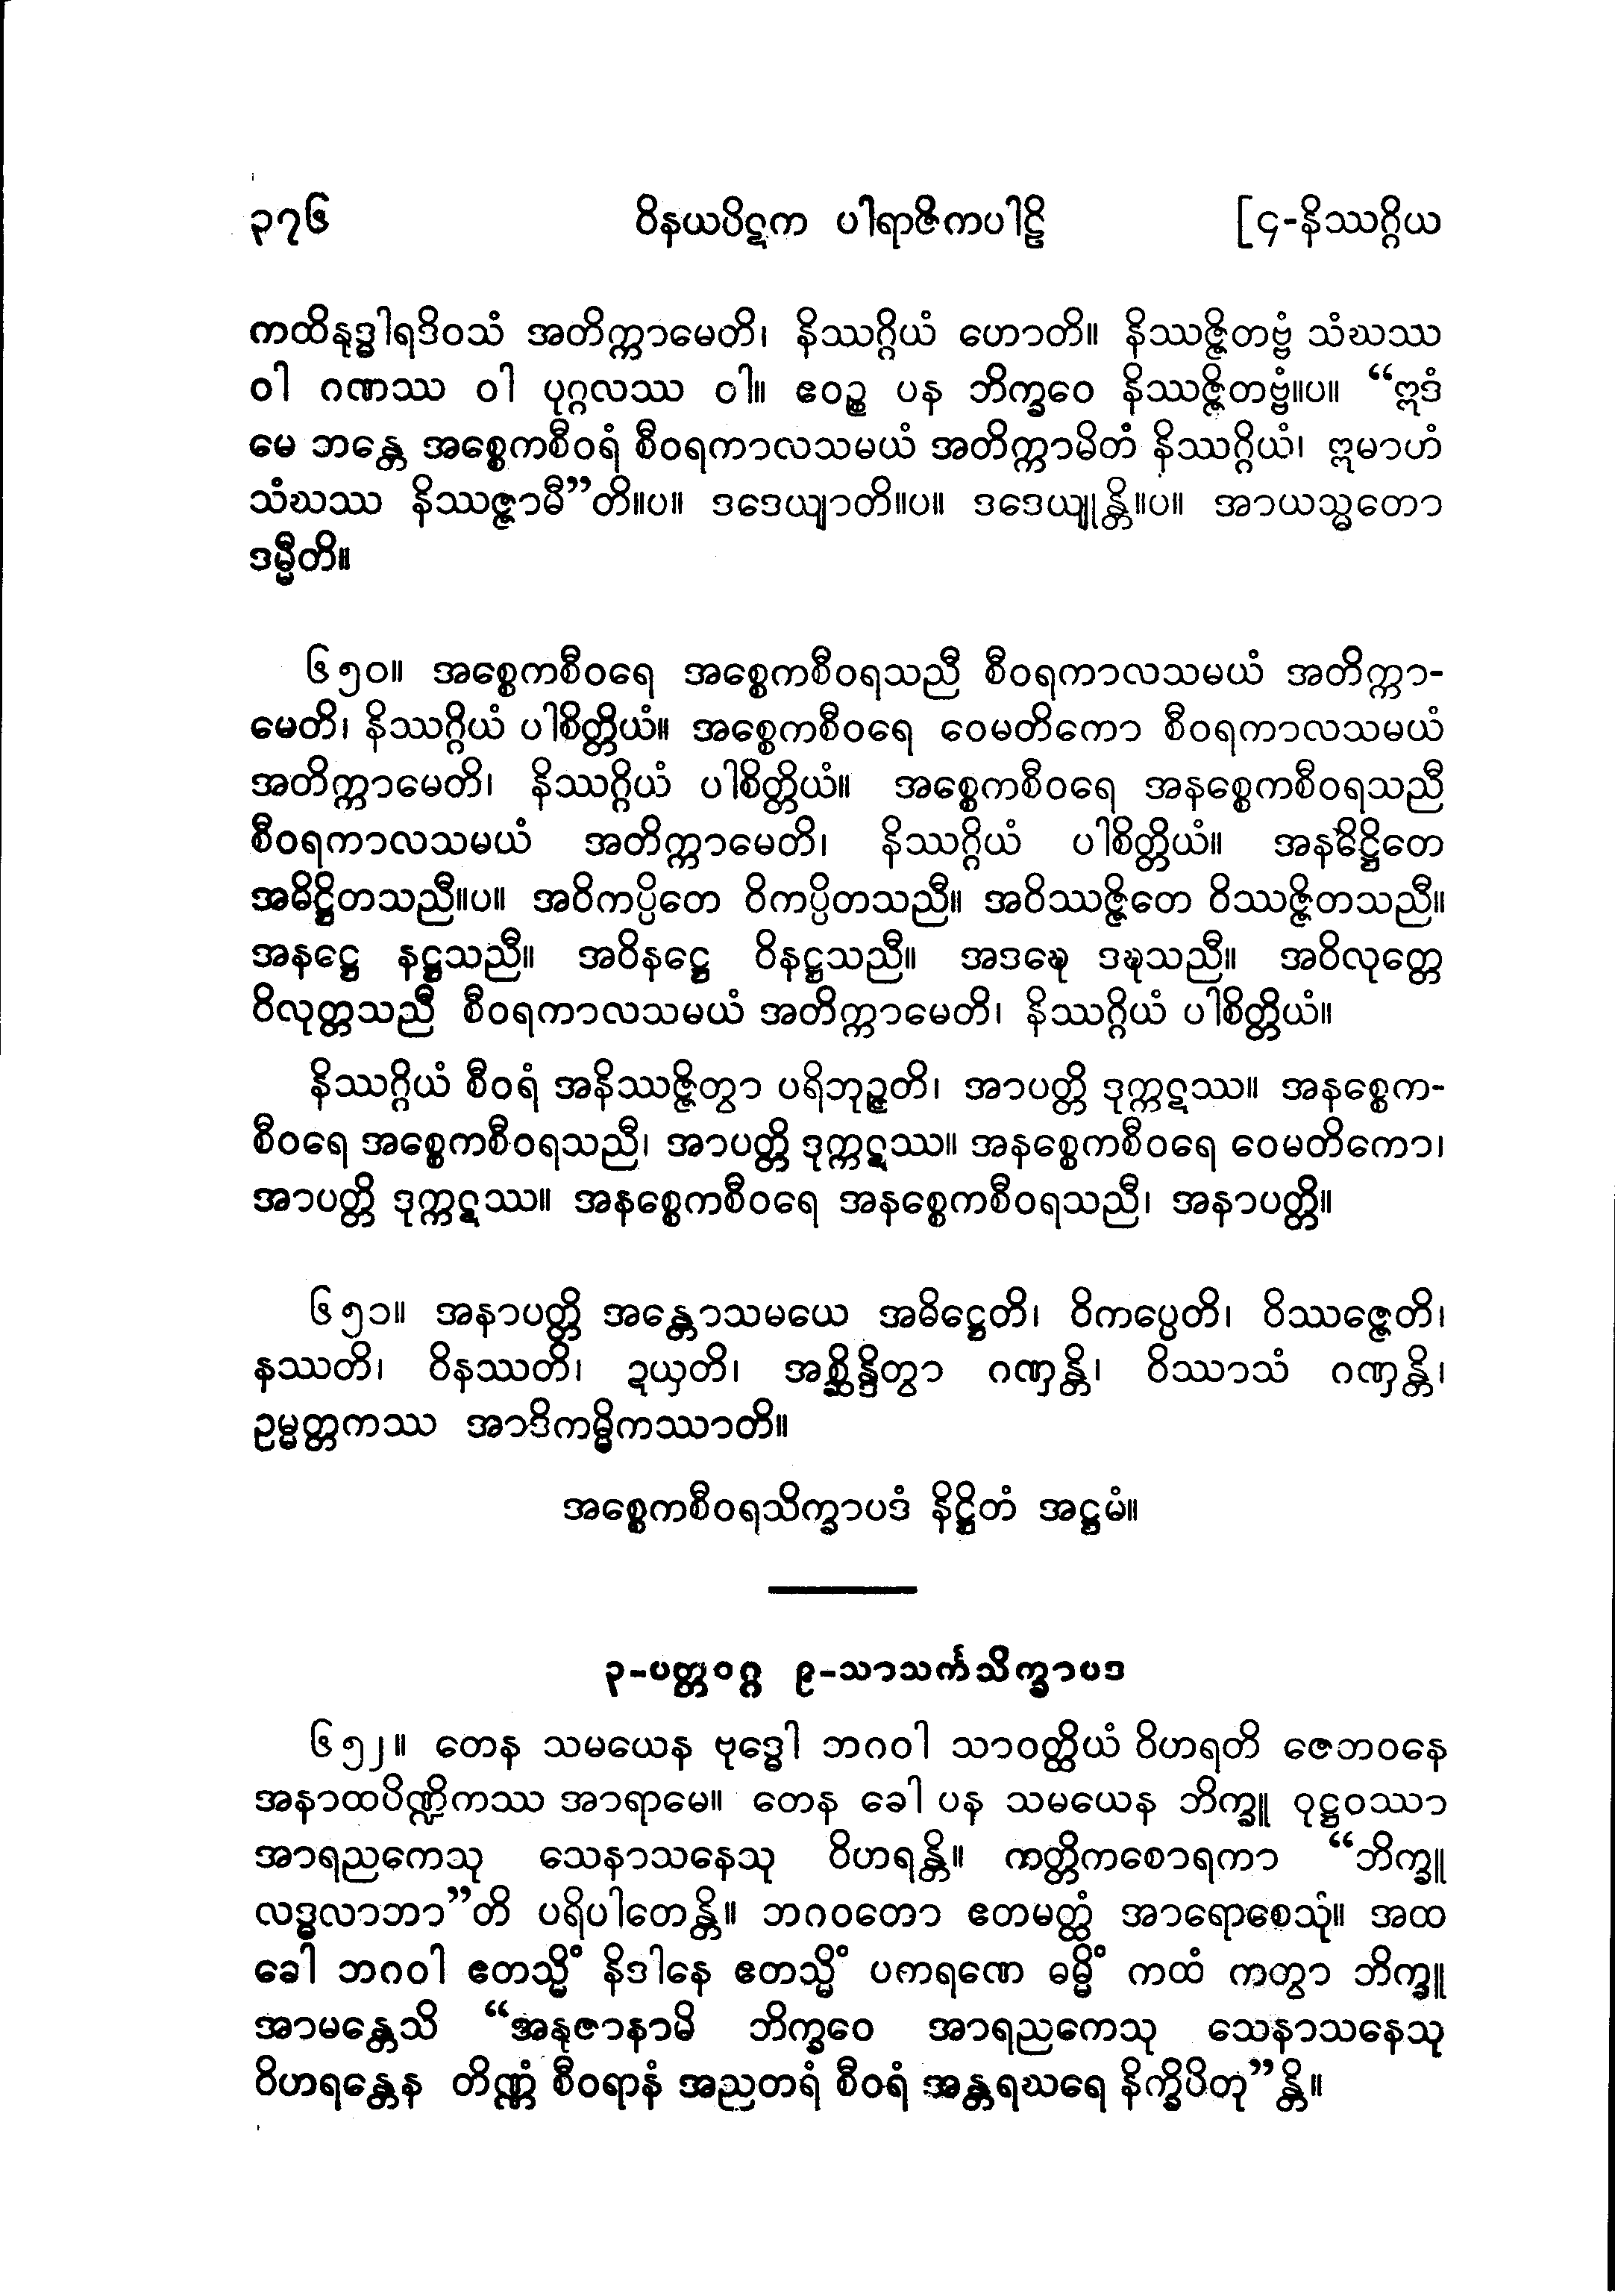 ၃၇၆ ဝိနယပိဋက ပါရာဇိကပါဠိ [၄-နိဿဂ္ဂိယ
ကထိနုဒ္ဓါရဒိဝသံ အတိက္ကာမေတိ၊ နိဿဂ္ဂိယံ ဟောတိ။ နိဿဇ္ဇိတဗ္ဗံ သံဃဿ
ဝါ ဂဏဿ ဝါ ပုဂ္ဂလဿ ဝါ။ ဧဝဉ္စ ပန ဘိက္ခဝေ နိဿဇ္ဇိတဗ္ဗံ။ပ။ “ဣဒံ
မေ ဘန္တေ အစ္စေကစီဝရံ စီဝရကာလသမယံ အတိက္ကာမိတံ နိဿဂ္ဂိယံ၊ ဣမာဟံ
သံဃဿ နိဿဇ္ဇာမီ”တိ။ပ။ ဒဒေယျာတိ။ပ။ ဒဒေယျုန္တိ။ပ။ အာယသ္မတော
ဒမ္မီတိ။
၆၅၀။ အစ္စေကစီဝရေ အစ္စေကစီဝရသညီ စီဝရကာလသမယံ အတိက္ကာ-
မေတိ၊ နိဿဂ္ဂိယံ ပါစိတ္တိယံ။ အစ္စေကစီဝရေ ဝေမတိကော စီဝရကာလသမယံ
အတိက္ကာမေတိ၊ နိဿဂ္ဂိယံ ပါစိတ္တိယံ။ အစ္စေကစီဝရေ အနစ္စေကစီဝရသညီ
စီဝရကာလသမယံ အတိက္ကာမေတိ၊ နိဿဂ္ဂိယံ ပါစိတ္တိယံ။ အနဓိဋ္ဌိတေ
အဓိဋ္ဌိတသညီ။ပ။ အဝိကပ္ပိတေ ဝိကပ္ပိတသညီ။ အဝိဿဇ္ဇိတေ ဝိဿဇ္ဇိတသညီ။
အနဋ္ဌေ နဋ္ဌသညီ။ အဝိနဋ္ဌေ ဝိနဋ္ဌသညီ။ အဒဍ္ဎေ ဒဍ္ဎသညီ။ အဝိလုတ္တေ
ဝိလုတ္တသညီ စီဝရကာလသမယံ အတိက္ကာမေတိ၊ နိဿဂ္ဂိယံ ပါစိတ္တိယံ။
နိဿဂ္ဂိယံ စီဝရံ အနိဿဇ္ဇိတွာ ပရိဘုဉ္ဇတိ၊ အာပတ္တိ ဒုက္ကဋဿ။ အနစ္စေက-
စီဝရေ အစ္စေကစီဝရသညီ၊ အာပတ္တိ ဒုက္ကဋဿ။ အနစ္စေကစီဝရေ ဝေမတိကော၊
အာပတ္တိ ဒုက္ကဋဿ။ အနစ္စေကစီဝရေ အနစ္စေကစီဝရသညီ၊ အနာပတ္တိ။
၆၅၁။ အနာပတ္တိ အန္တောသမယေ အဓိဋ္ဌေတိ၊ ဝိကပ္ပေတိ၊ ဝိဿဇ္ဇေတိ၊
နဿတိ၊ ဝိနဿတိ၊ ဍယှတိ၊ အစ္ဆိန္ဒိတွာ ဂဏှန္တိ၊ ဝိဿာသံ ဂဏှန္တိ၊
ဥမ္မတ္တကဿ အာဒိကမ္မိကဿာတိ။
အစ္စေကစီဝရသိက္ခာပဒံ နိဋ္ဌိတံ အဋ္ဌမံ။
၃-ပတ္တဝဂ္ဂ ၉-သာသင်္ကသိက္ခာပဒ
၆၅၂။ တေန သမယေန ဗုဒ္ဓေါ ဘဂဝါ သာဝတ္ထိယံ ဝိဟရတိ ဇေတဝနေ
အနာထပိဏ္ဍိကဿ အာရာမေ။ တေန ခေါ ပန သမယေန ဘိက္ခူ ဝုဋ္ဌဝဿာ
အာရညကေသု သေနာသနေသု ဝိဟရန္တိ။ ကတ္တိကစောရကာ “ဘိက္ခူ
လဒ္ဓလာဘာ”တိ ပရိပါတေန္တိ။ ဘဂဝတော ဧတမတ္ထံ အာရောစေသုံ။ အထ
ခေါ ဘဂဝါ ဧတသ္မိံ နိဒါနေ ဧတသ္မိံ ပကရဏေ ဓမ္မိံ ကထံ ကတွာ ဘိက္ခူ
အာမန္တေသိ “အနုဇာနာမိ ဘိက္ခဝေ အာရညကေသု သေနာသနေသု
ဝိဟရန္တေန တိဏ္ဏံ စီဝရာနံ အညတရံ စီဝရံ အန္တရဃရေ နိက္ခိပိတု”န္တိ။